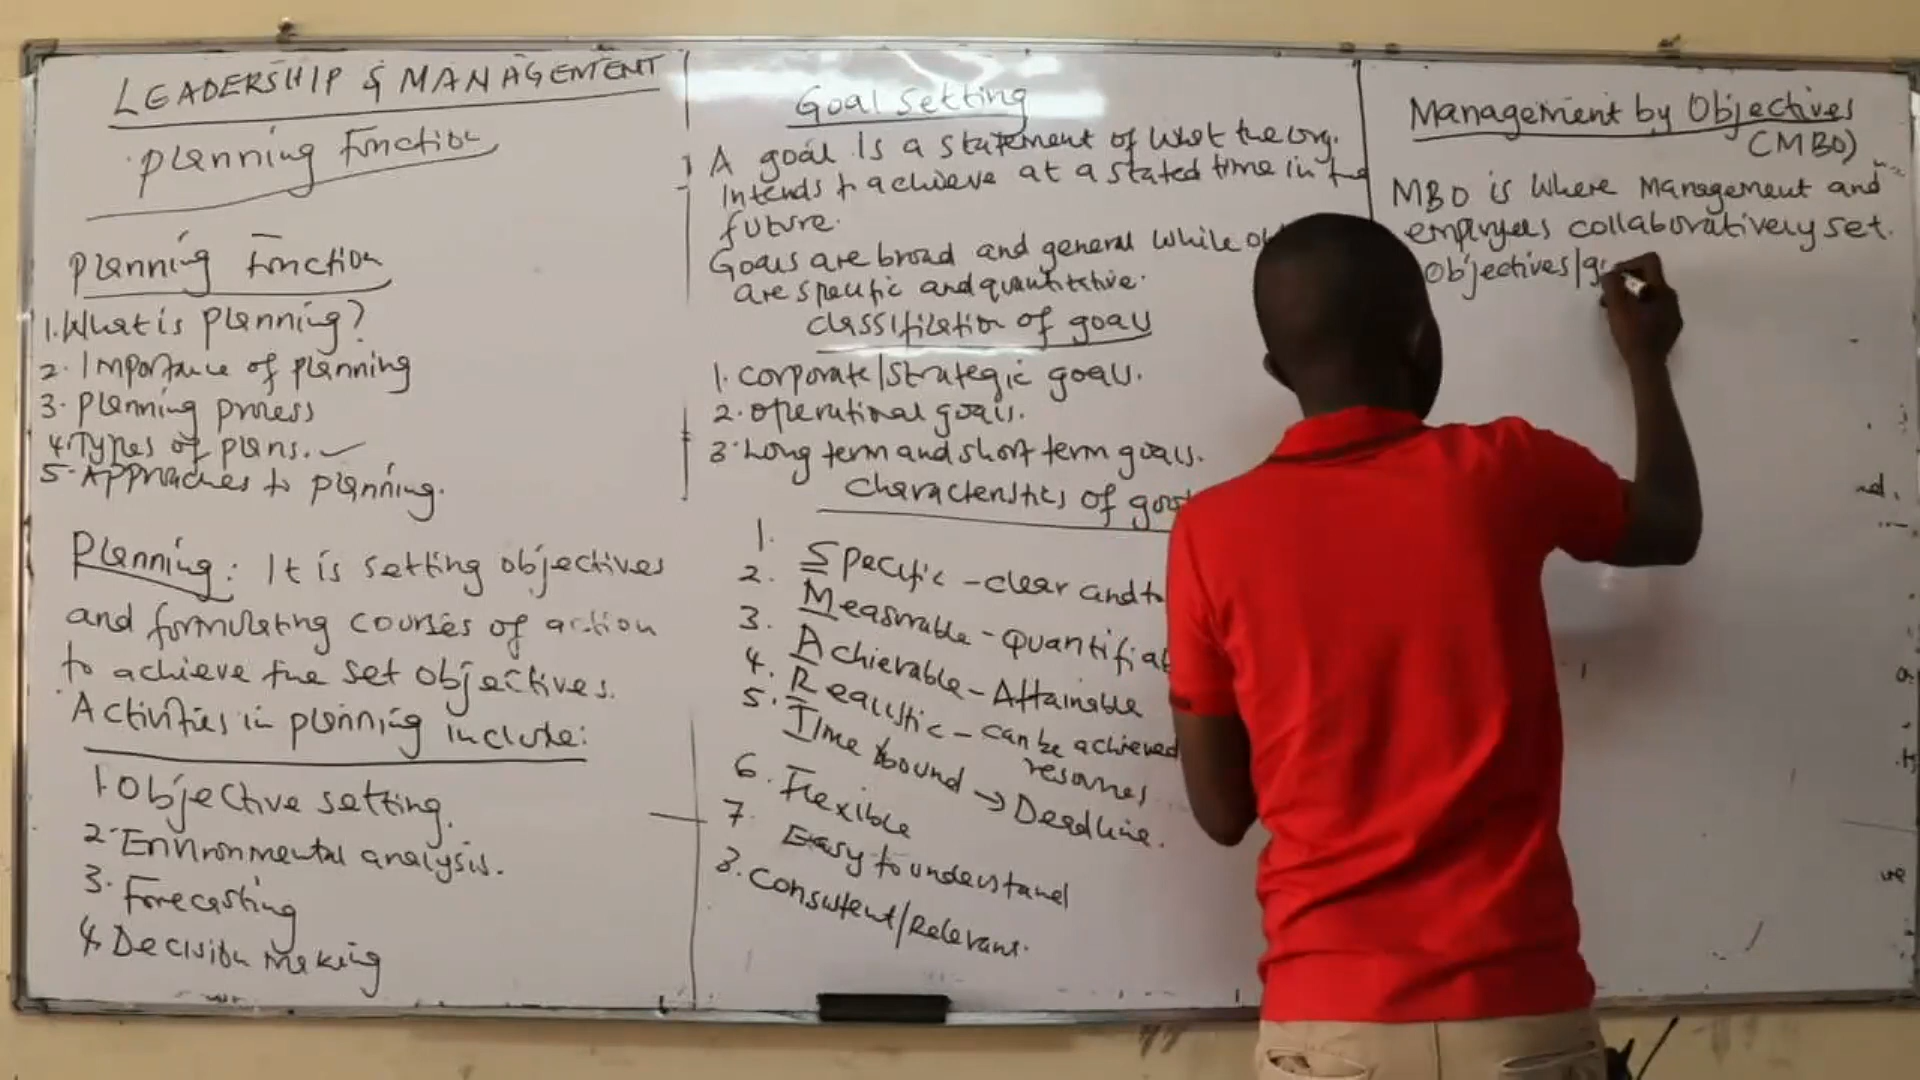 LEADERSHIP & MANAGEMENT
Planning Function
Planning Function
1. What is planning?
2. Importance of planning
3. Planning process
4. Types of plans.
5. Approaches to planning.
Planning: It is setting objectives
and formulating courses of action
to achieve the set objectives.
Activities in planning include:
1. Objective setting.
2. Environmental analysis.
3. Forecasting
4. Decision making
Goal Setting
A goal is a statement of what the org.
intends to achieve at a stated time in the
future.
Goals are broad and general while
are specific and quantitative.
Classification of goals
1. Corporate/Strategic goals.
2. Operational goals.
3. Long term and short term goals.
Characteristics of
1. Specific - clear and
2. Measurable -
3. Achievable - Attainable
4. Realistic - can be achieved
resources
5. Time bound → Deadline.
6. Flexible
7. Easy to understand
8. Consistent/Relevant.
Management by Objectives
(MBO)
MBO is where management and
employees collaboratively set
Objectives/